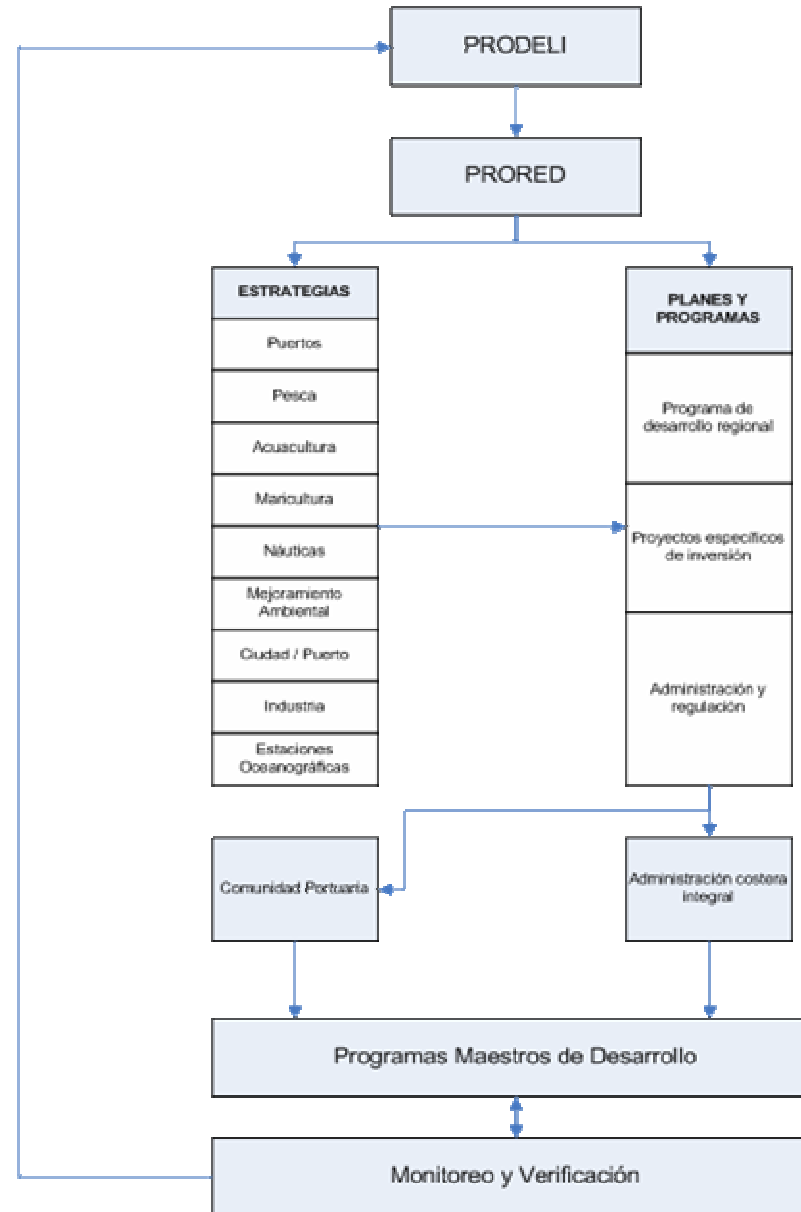 PRODELI
PRORED
ESTRATEGIAS
Puertos
Pesca
Acuacultura
Maricultura
Náuticas
Mejoramiento
Ambiental
Ciudad / Puerto
Industria
Estaciones
Oceanográficas
PLANES Y
PROGRAMAS
Programa de
desarrollo regional
Proyectos específicos
de inversión
Administración y
regulación
Comunidad Portuaria
Administración costera
integral
Programas Maestros de Desarrollo
Monitoreo y Verificación